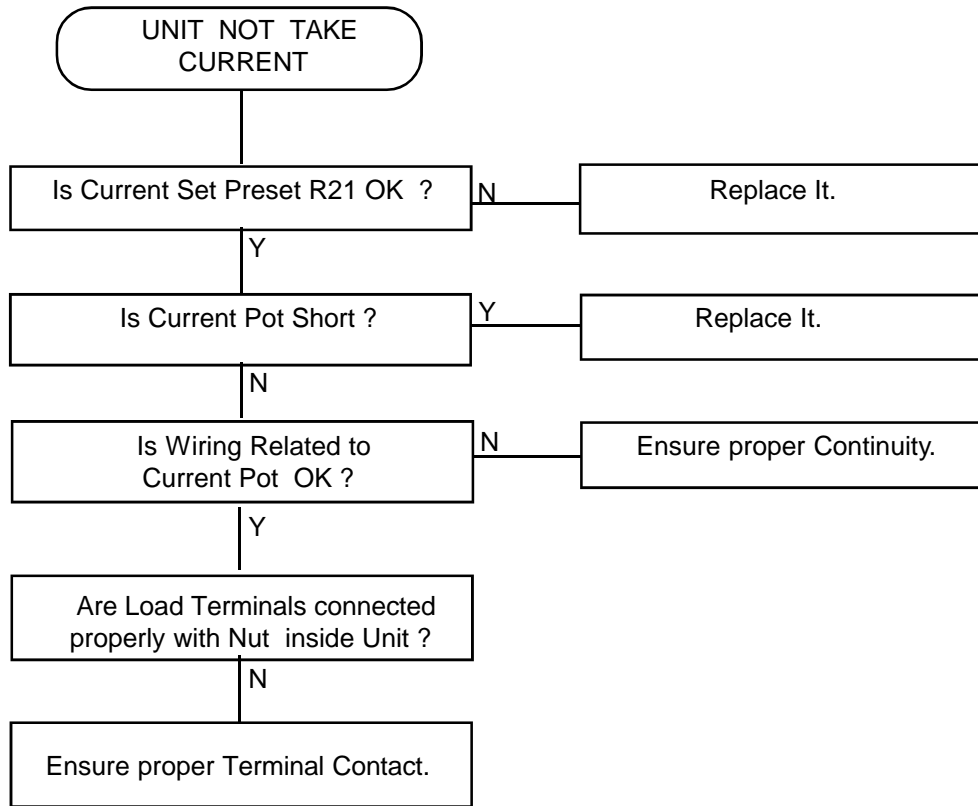 UNIT NOT TAKE
CURRENT
Is Current Set Preset R21 OK ?
N
Replace It.
Y
Is Current Pot Short ?
Y
Replace It.
N
Is Wiring Related to
Current Pot OK ?
N
Ensure proper Continuity.
Y
Are Load Terminals connected
properly with Nut inside Unit ?
N
Ensure proper Terminal Contact.